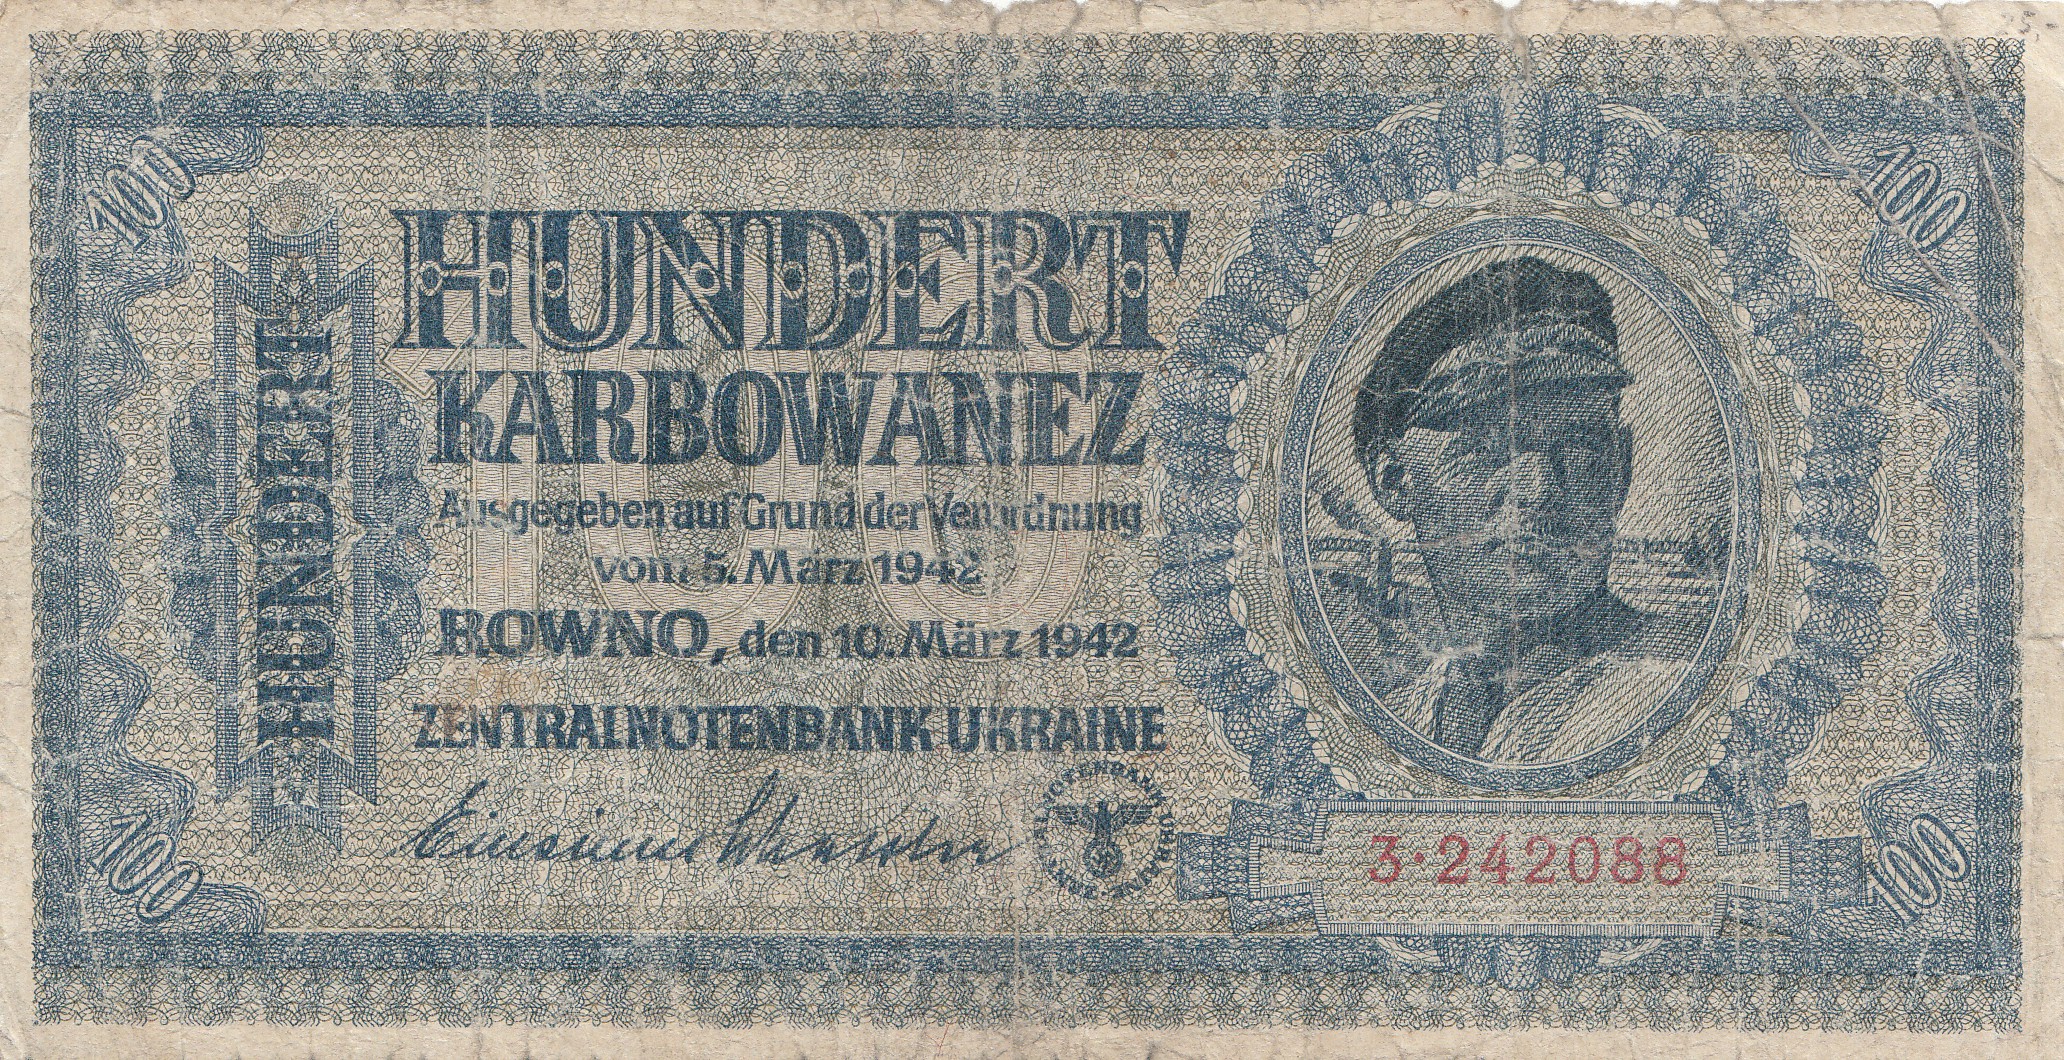 100
100
HUNDERT
HUNDERT
KARBOWANEZ
Ausgegeben auf Grund der Verordnung
vom 5. März 1942
ROWNO, den 10. März 1942
ZENTRALNOTENBANK UKRAINE
3·242088
100
100